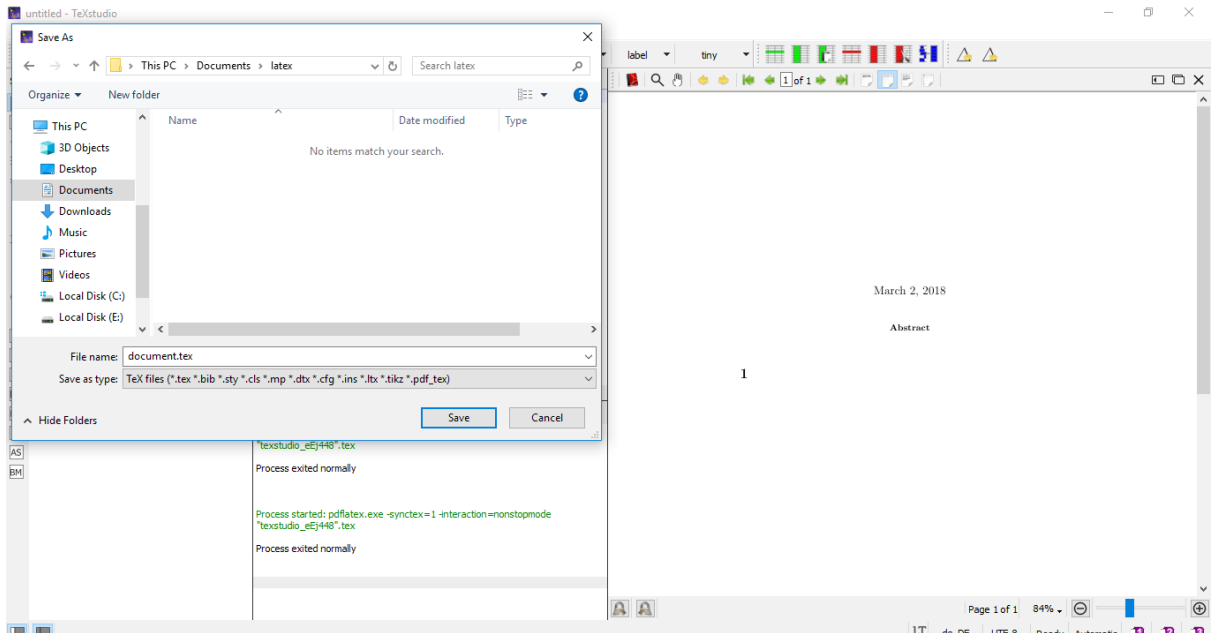 untitled - TeXstudio
Save As
This PC > Documents > latex
Search latex
Organize
New folder
Name
Date modified
Type
No items match your search.
This PC
3D Objects
Desktop
Documents
Downloads
Music
Pictures
Videos
Local Disk (C:)
Local Disk (E:)
File name: document.tex
Save as type: TeX files (*.tex *.bib *.sty *.cls *.mp *.dtx *.cfg *.ins *.ltx *.tikz *.pdf_tex)
Hide Folders
Save
Cancel
label
tiny
1 of 1
March 2, 2018
Abstract
1
AS
BM
"texstudio_eEj448".tex
Process exited normally
Process started: pdflatex.exe -synctex=1 -interaction=nonstopmode
"texstudio_eEj448".tex
Process exited normally
Page 1 of 1
84%
de_DE
UTF-8
Ready
Automatic